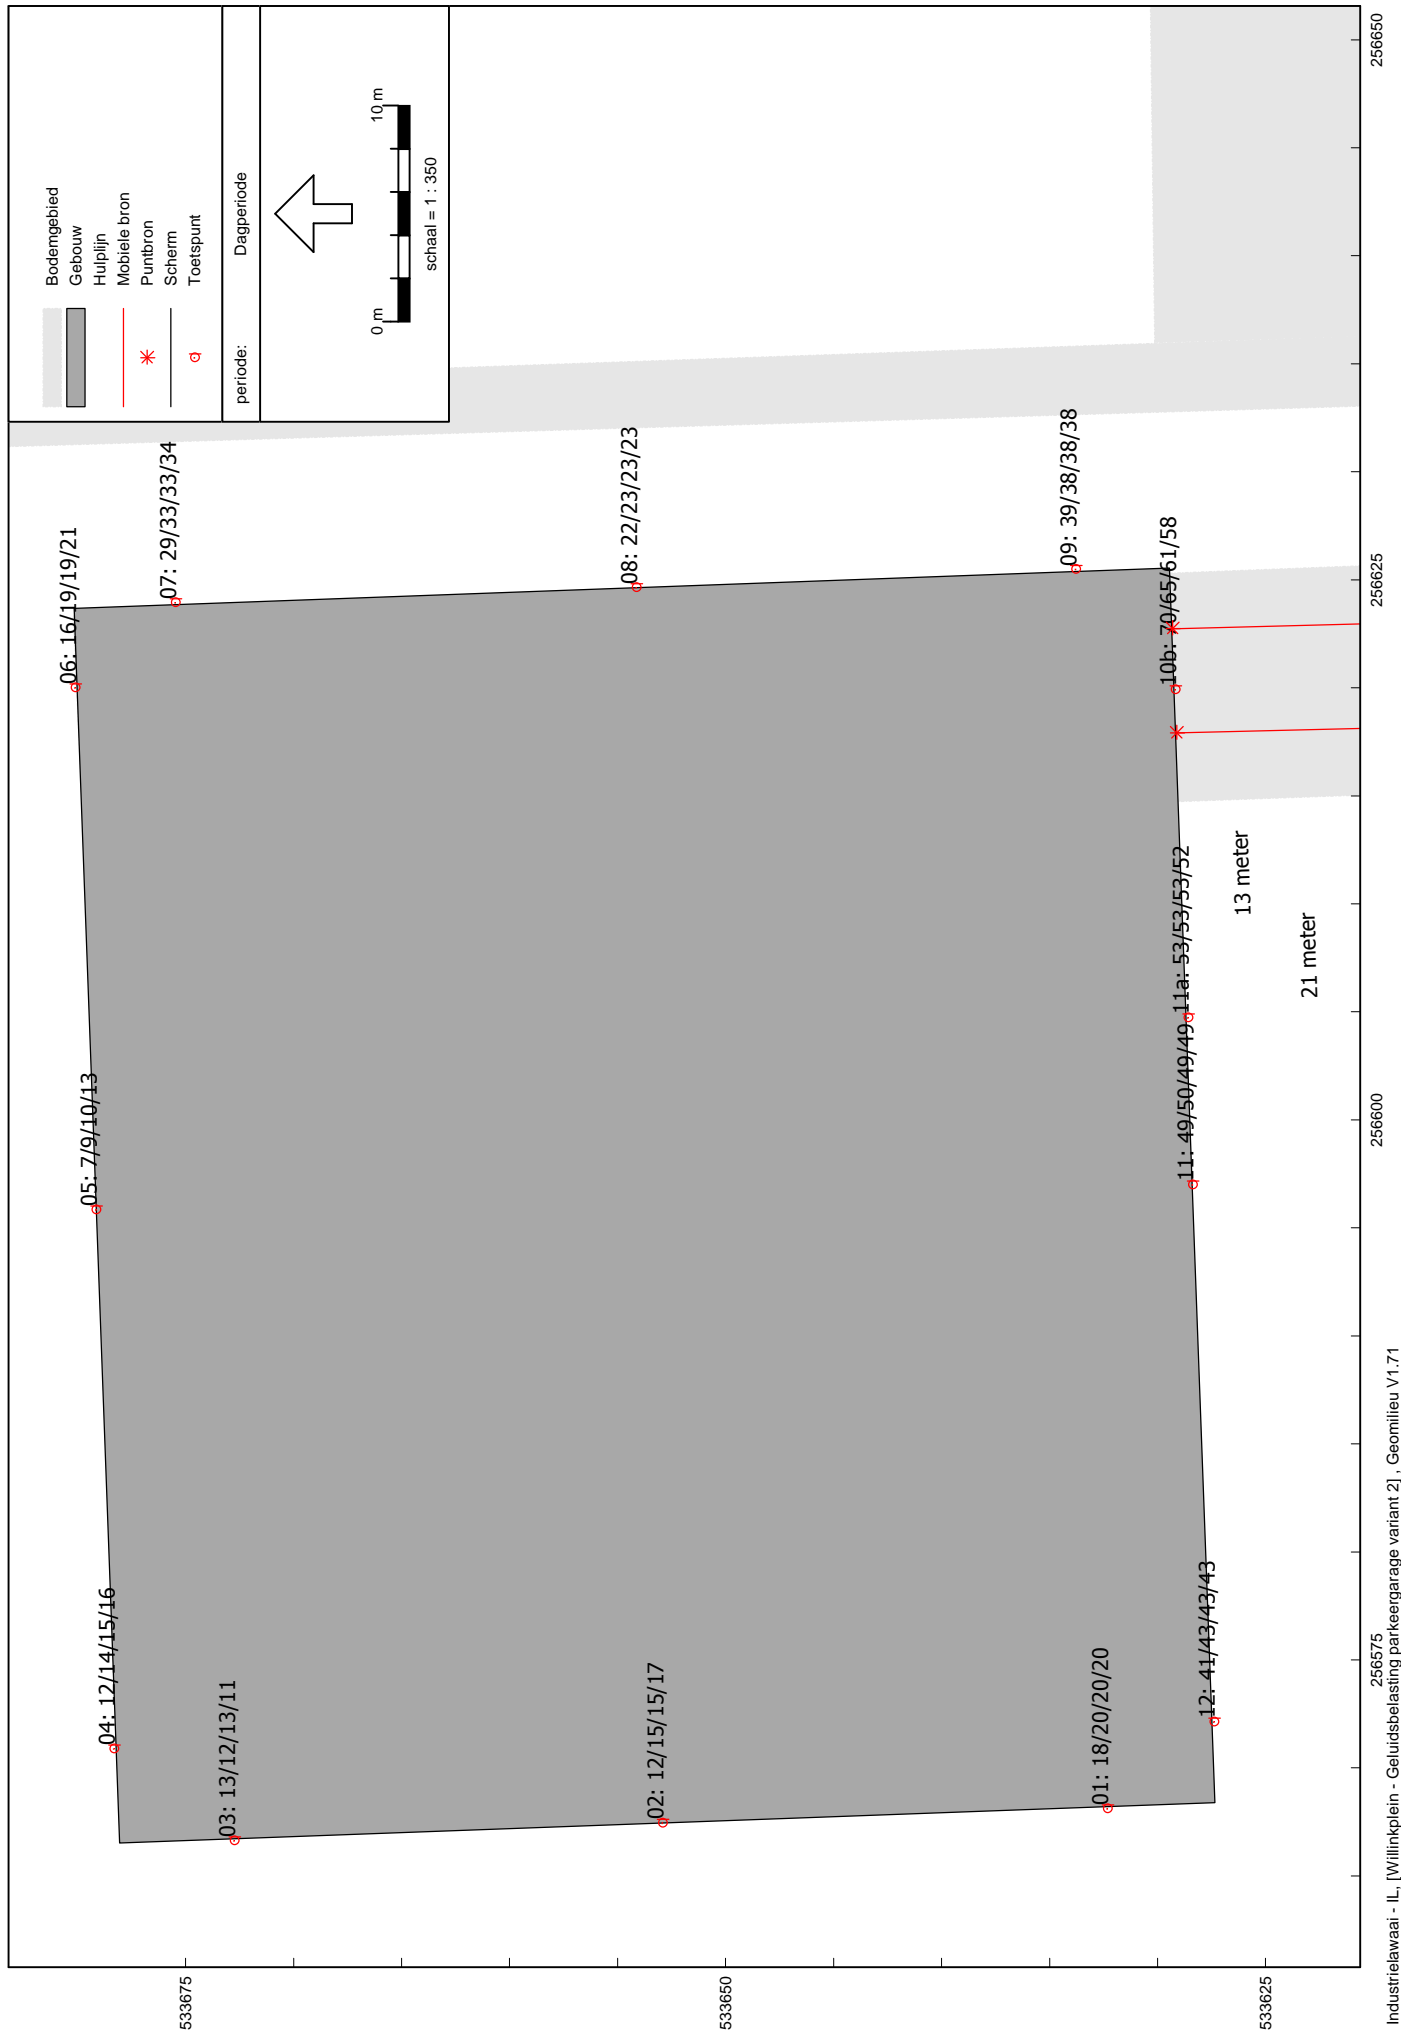 Bodemgebied
Gebouw
Hulplijn
Mobiele bron
Puntbron
Scherm
Toetspunt
periode: Dagperiode
0 m 10 m
schaal = 1 : 350
04: 12/14/15/16
05: 7/9/10/13
06: 16/19/19/21
03: 13/12/13/11
07: 29/33/33/34
02: 12/15/15/17
08: 22/23/23/23
01: 18/20/20/20
09: 39/38/38/38
12: 41/43/43/43
11: 49/50/49/49
11a: 53/53/53/52
10b: 70/65/61/58
13 meter
21 meter
533675
533650
533625
256575
256600
256625
256650
Industrielawaai - IL, [Willinkplein - Geluidsbelasting parkeergarage variant 2] , Geomilieu V1.71